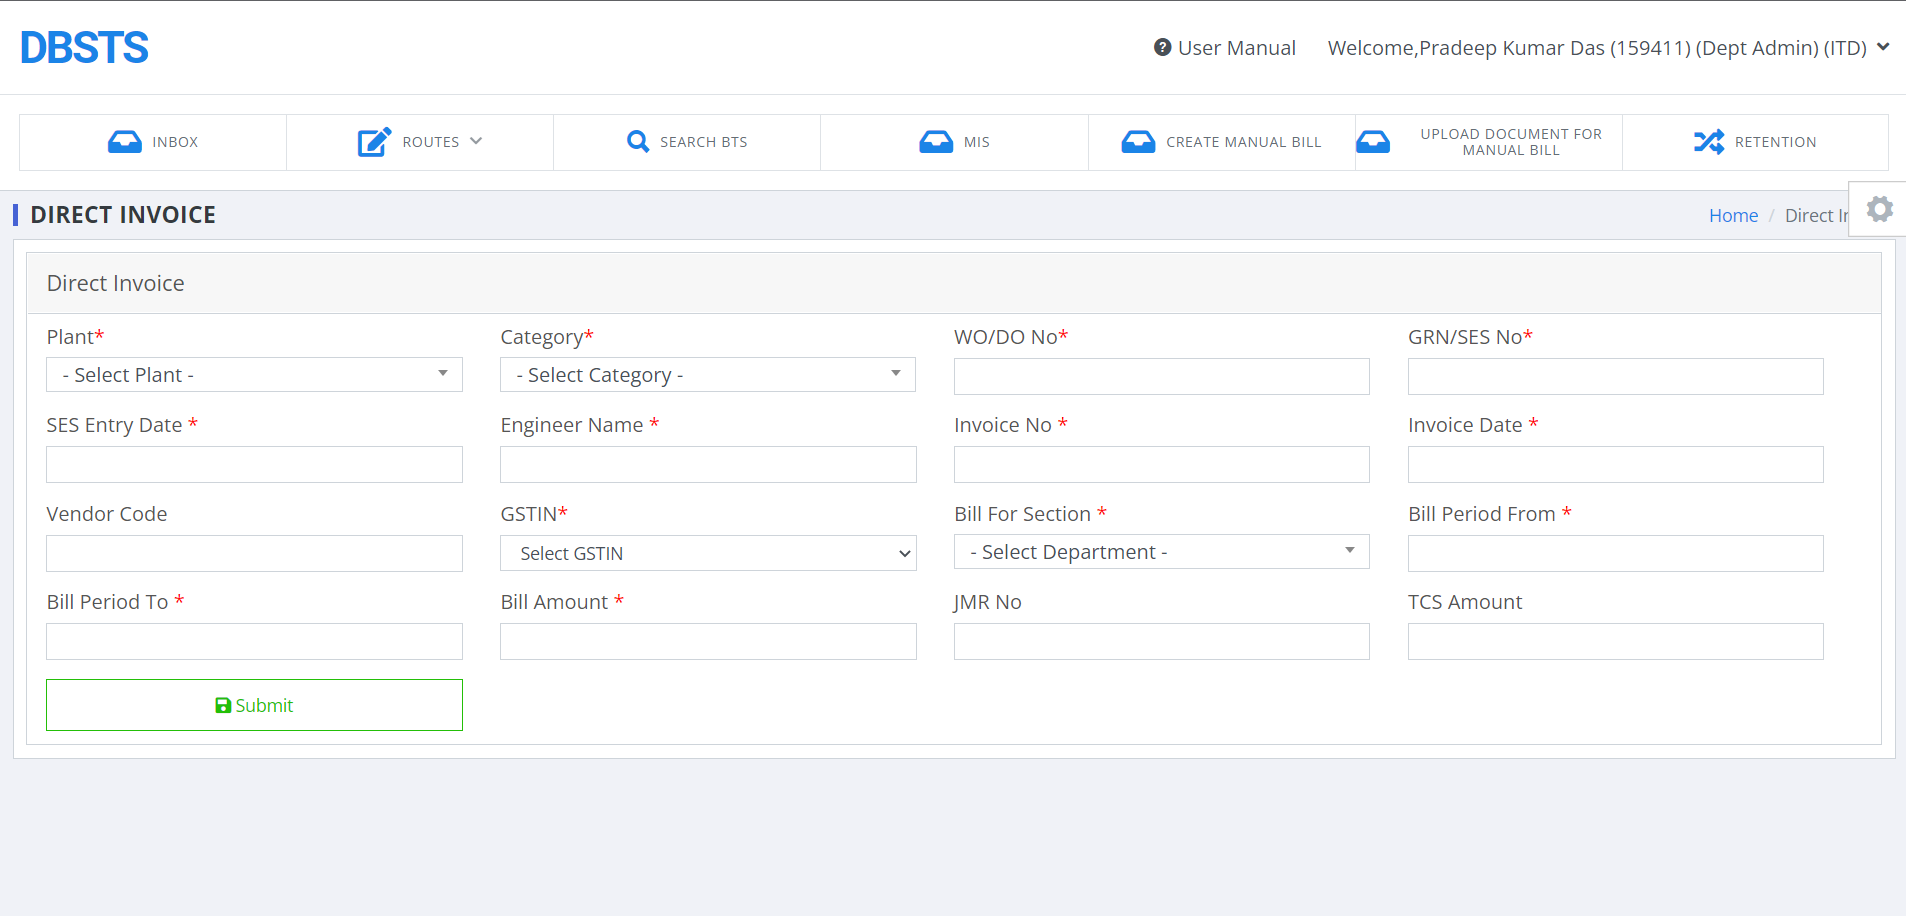 DBSTS
User Manual
Welcome,Pradeep Kumar Das (159411) (Dept Admin) (ITD)
INBOX
ROUTES
SEARCH BTS
MIS
CREATE MANUAL BILL
UPLOAD DOCUMENT FOR
MANUAL BILL
RETENTION
DIRECT INVOICE
Home / Direct
Direct Invoice
Plant*
Category*
WO/DO No*
GRN/SES No*
- Select Plant -
- Select Category -
SES Entry Date *
Engineer Name *
Invoice No *
Invoice Date *
Vendor Code
GSTIN*
Bill For Section *
Bill Period From *
Select GSTIN
- Select Department -
Bill Period To *
Bill Amount *
JMR No
TCS Amount
Submit